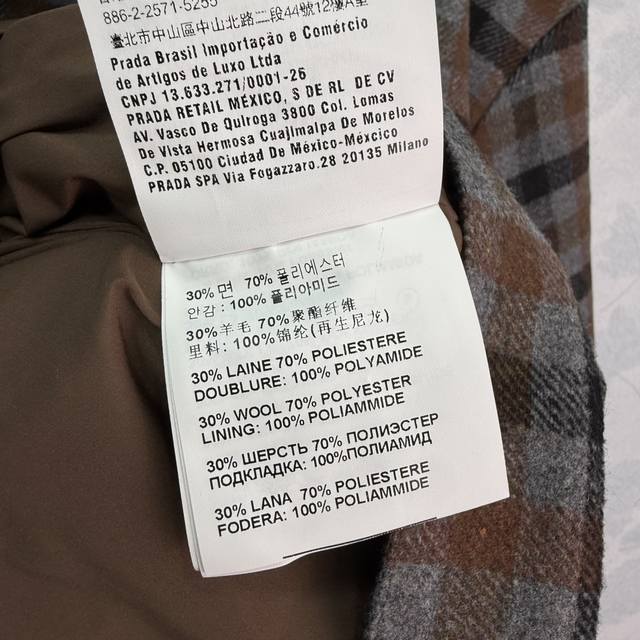 886-2-2571-5255
臺北市中山區中山北路二段44號12樓A室
Prada Brasil Importação e Comércio
de Artigos de Luxo Ltda
CNPJ 13.633.271/0001-26
PRADA RETAIL MÉXICO, S DE RL DE CV
AV. Vasco De Quiroga 3900 Col. Lomas
De Vista Hermosa Cuajimalpa De Morelos
C.P. 05100 Ciudad De México-Méxcico
PRADA SPA Via Fogazzaro.28 20135 Milano
30% 면 70% 폴리에스터
안감 : 100% 폴리아미드
30%羊毛 70%聚酯纤维
里料: 100%锦纶(再生尼龙)
30% LAINE 70% POLIESTERE
DOUBLURE: 100% POLYAMIDE
30% WOOL 70% POLYESTER
LINING: 100% POLIAMMIDE
30% ШЕРСТЬ 70% ПОЛИЭСТЕР
ПОДКЛАДКА: 100%ПОЛИАМИД
30% LANA 70% POLIESTERE
FODERA: 100% POLIAMMIDE